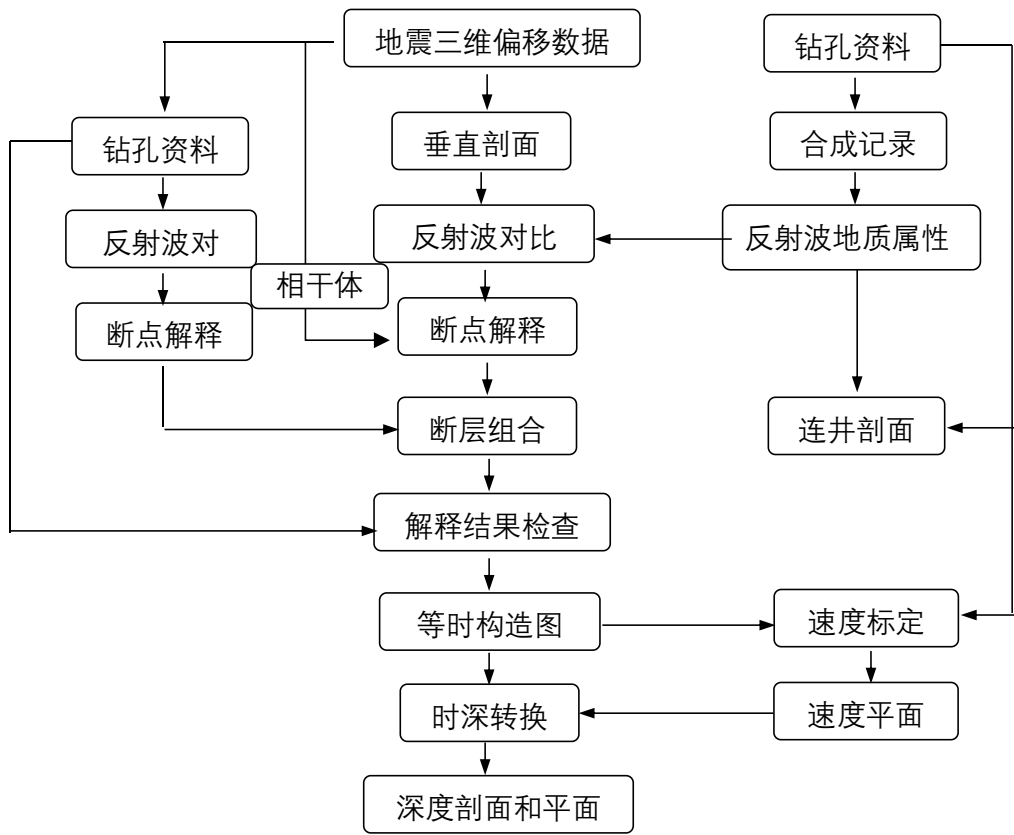 地震三维偏移数据
钻孔资料
钻孔资料
垂直剖面
合成记录
反射波对
反射波对比
反射波地质属性
相干体
断点解释
断点解释
断层组合
连井剖面
解释结果检查
等时构造图
速度标定
时深转换
速度平面
深度剖面和平面